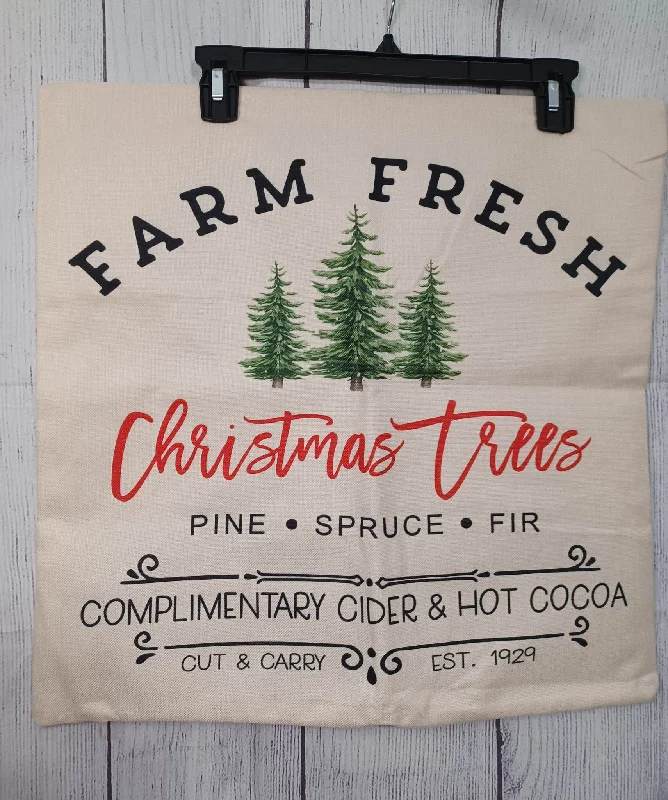 FARM FRESH
Christmas Trees
PINE • SPRUCE • FIR
COMPLIMENTARY CIDER & HOT COCOA
CUT & CARRY EST. 1929